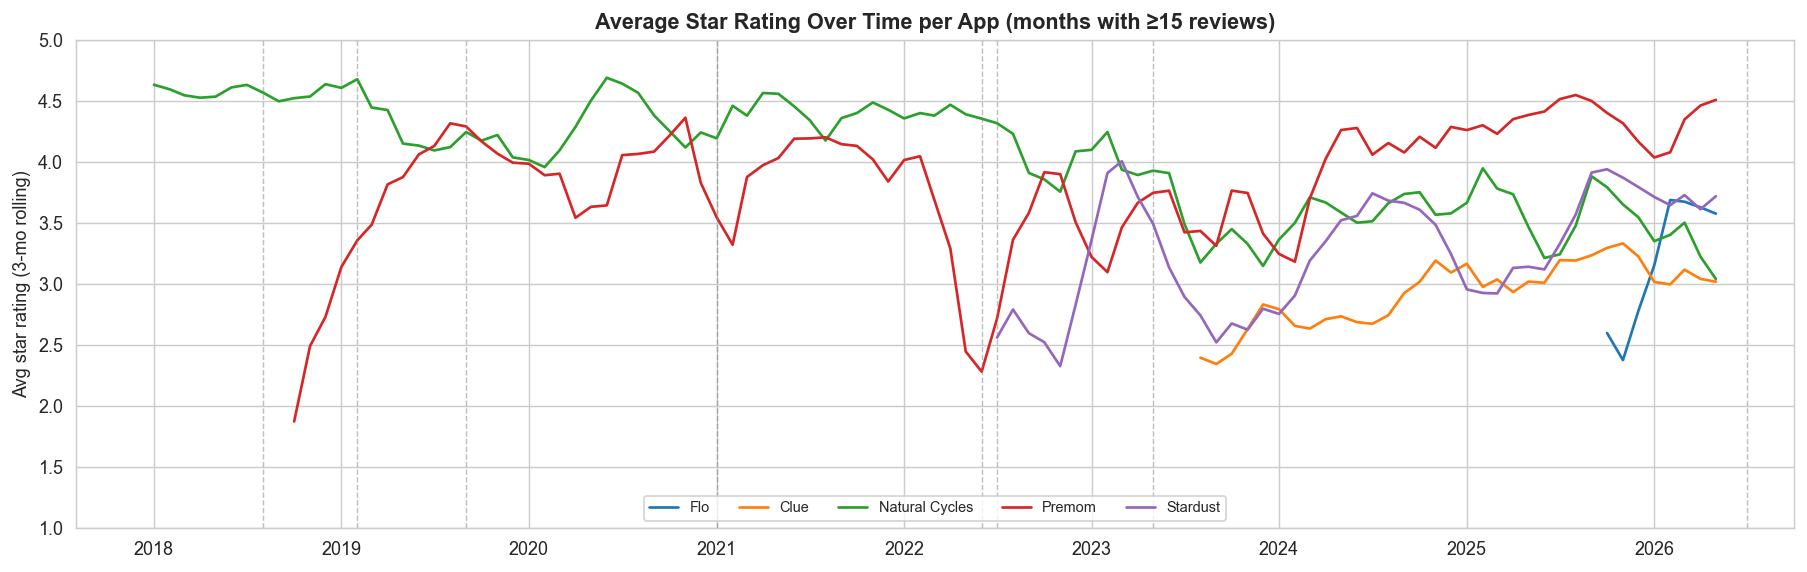 Average Star Rating Over Time per App (months with ≥15 reviews)
Avg star rating (3-mo rolling)
5.0
4.5
4.0
3.5
3.0
2.5
2.0
1.5
1.0
Flo Clue Natural Cycles Premom Stardust
2018 2019 2020 2021 2022 2023 2024 2025 2026